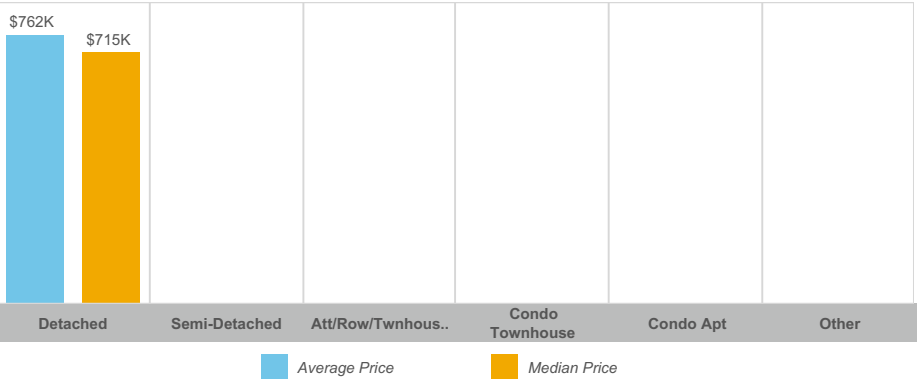 $762K
$715K
Detached
Semi-Detached
Att/Row/Twnhous..
Condo
Townhouse
Condo Apt
Other
Average Price
Median Price